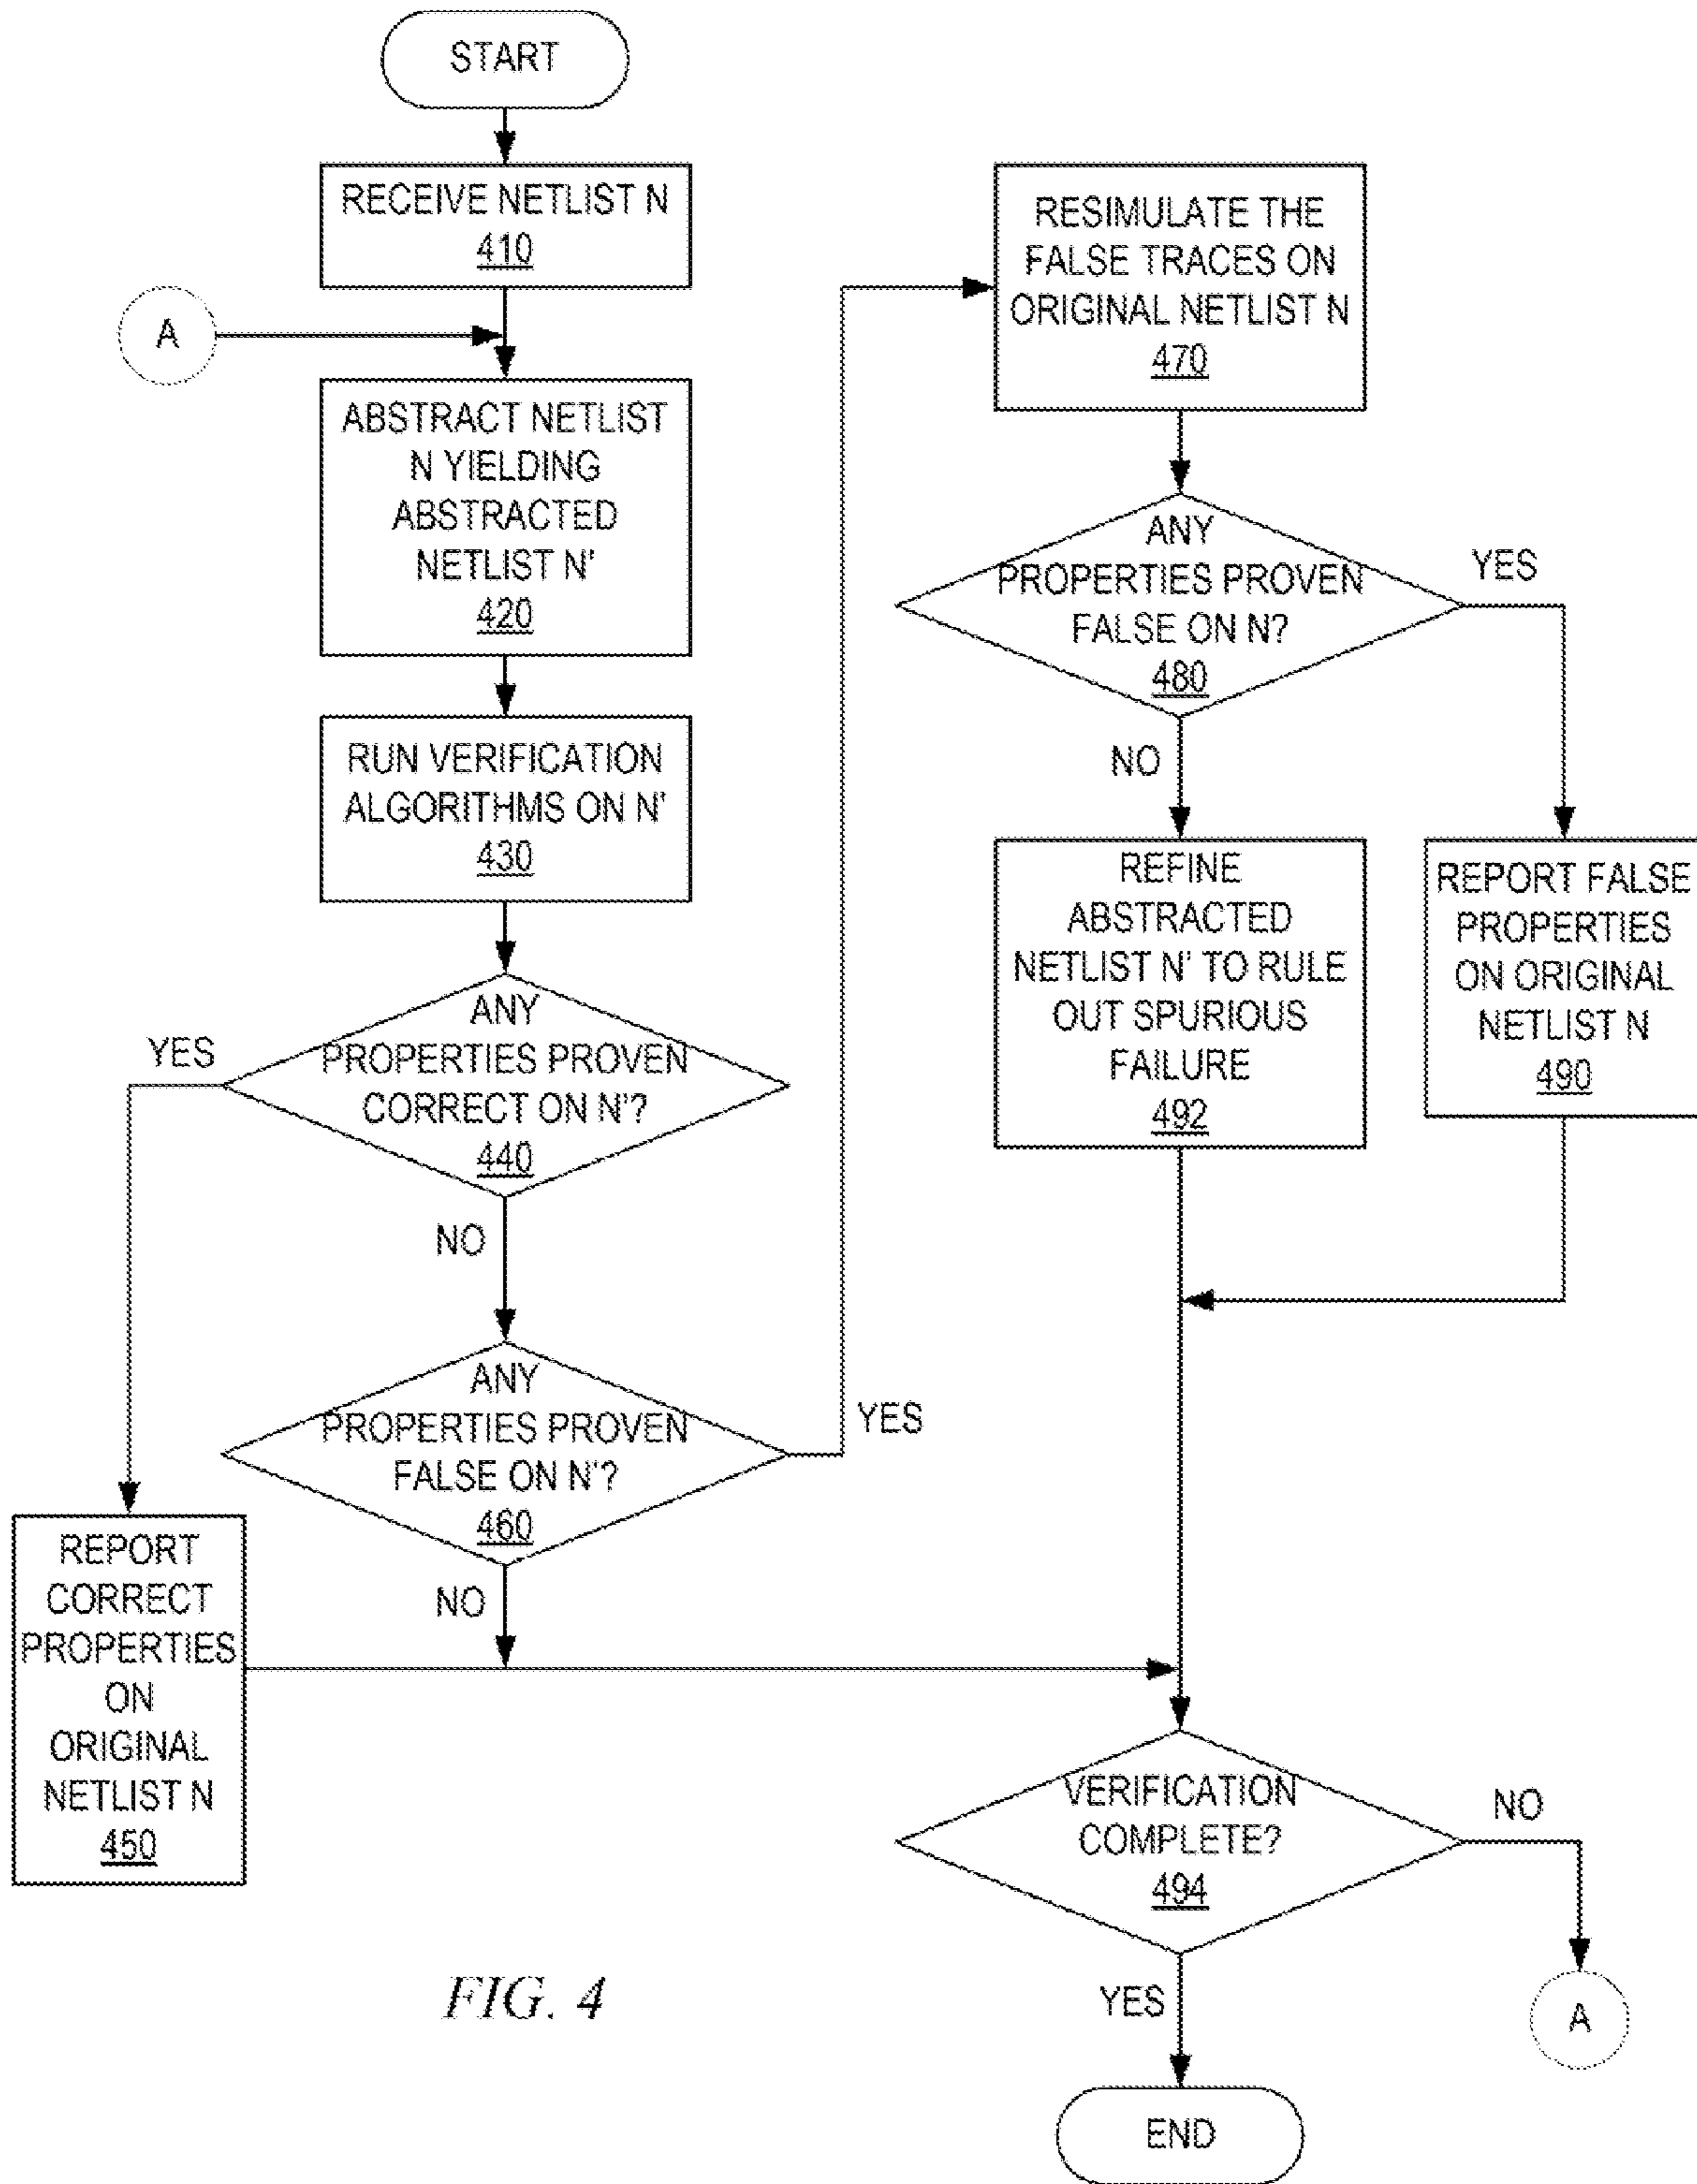 START
RECEIVE NETLIST N
410
A
ABSTRACT NETLIST
N YIELDING
ABSTRACTED
NETLIST N'
420
RUN VERIFICATION
ALGORITHMS ON N'
430
ANY
PROPERTIES PROVEN
CORRECT ON N'?
440
YES
NO
ANY
PROPERTIES PROVEN
FALSE ON N'?
460
YES
NO
REPORT
CORRECT
PROPERTIES
ON
ORIGINAL
NETLIST N
450
RESIMULATE THE
FALSE TRACES ON
ORIGINAL NETLIST N
470
ANY
PROPERTIES PROVEN
FALSE ON N?
480
YES
NO
REFINE
ABSTRACTED
NETLIST N' TO RULE
OUT SPURIOUS
FAILURE
492
REPORT FALSE
PROPERTIES
ON ORIGINAL
NETLIST N
490
VERIFICATION
COMPLETE?
494
NO
YES
A
END
FIG. 4